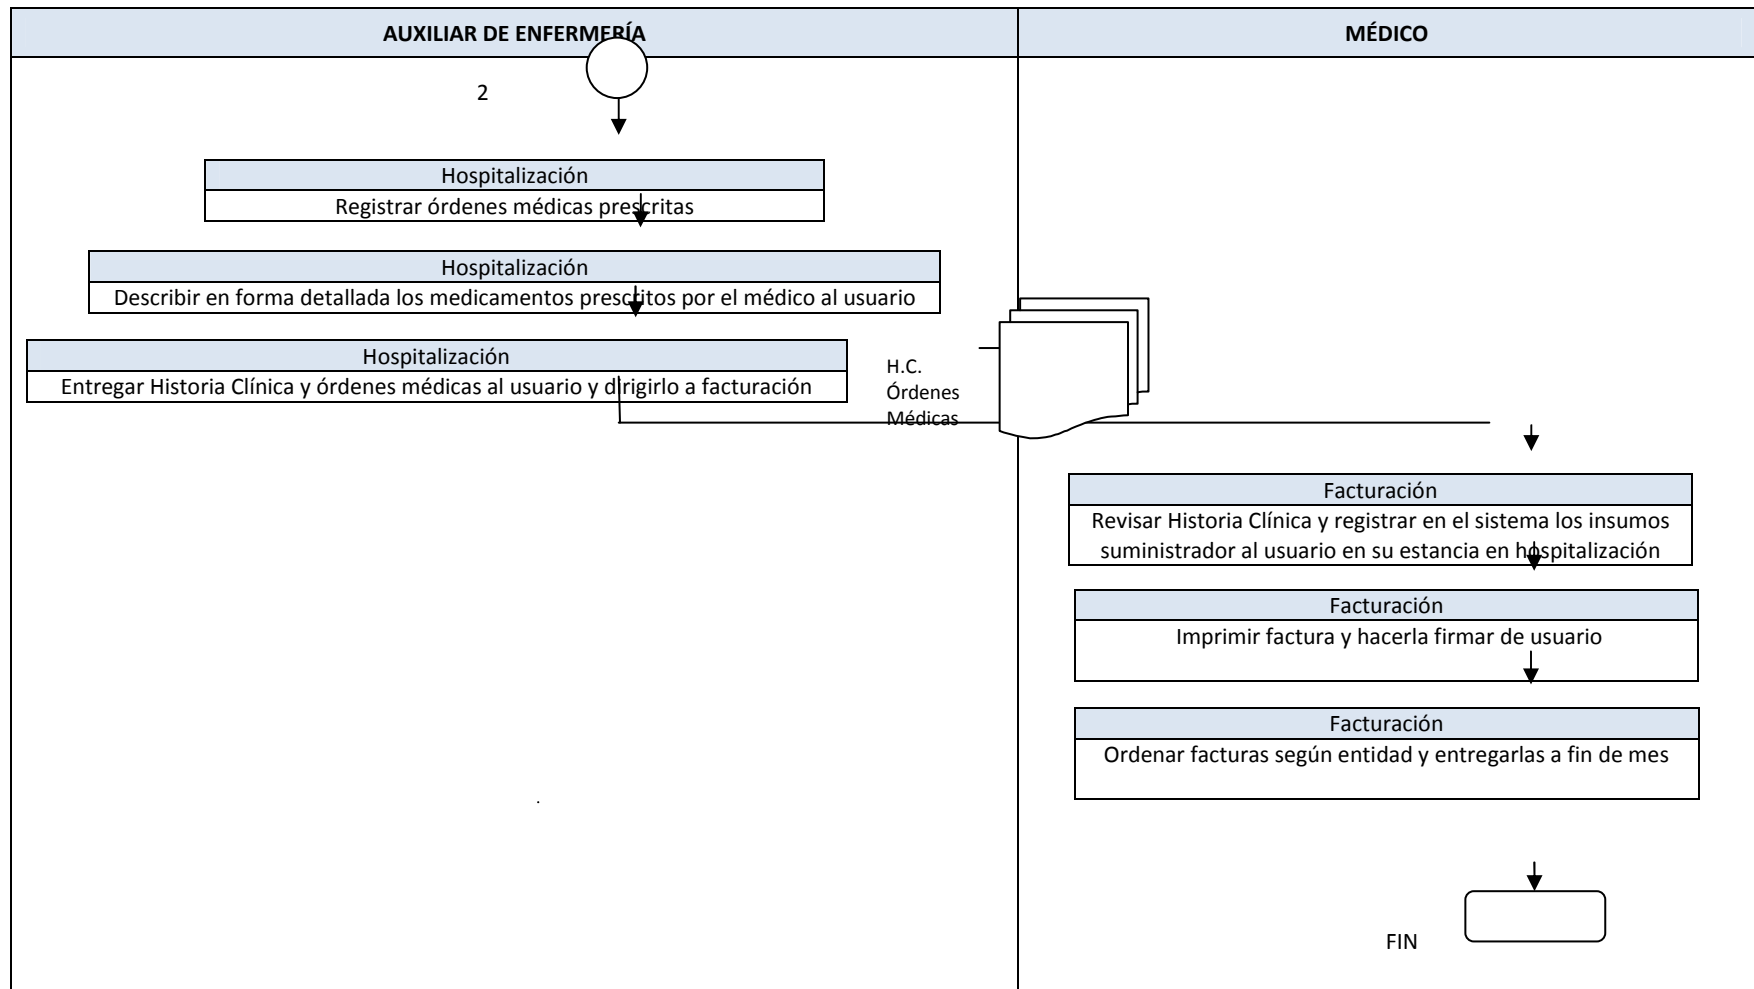 AUXILIAR DE ENFERMERÍA
MÉDICO
2
Hospitalización
Registrar órdenes médicas prescritas
Hospitalización
Describir en forma detallada los medicamentos prescritos por el médico al usuario
Hospitalización
Entregar Historia Clínica y órdenes médicas al usuario y dirigirlo a facturación
H.C.
Órdenes
Médicas
Facturación
Revisar Historia Clínica y registrar en el sistema los insumos
suministrador al usuario en su estancia en hospitalización
Facturación
Imprimir factura y hacerla firmar de usuario
Facturación
Ordenar facturas según entidad y entregarlas a fin de mes
.
FIN